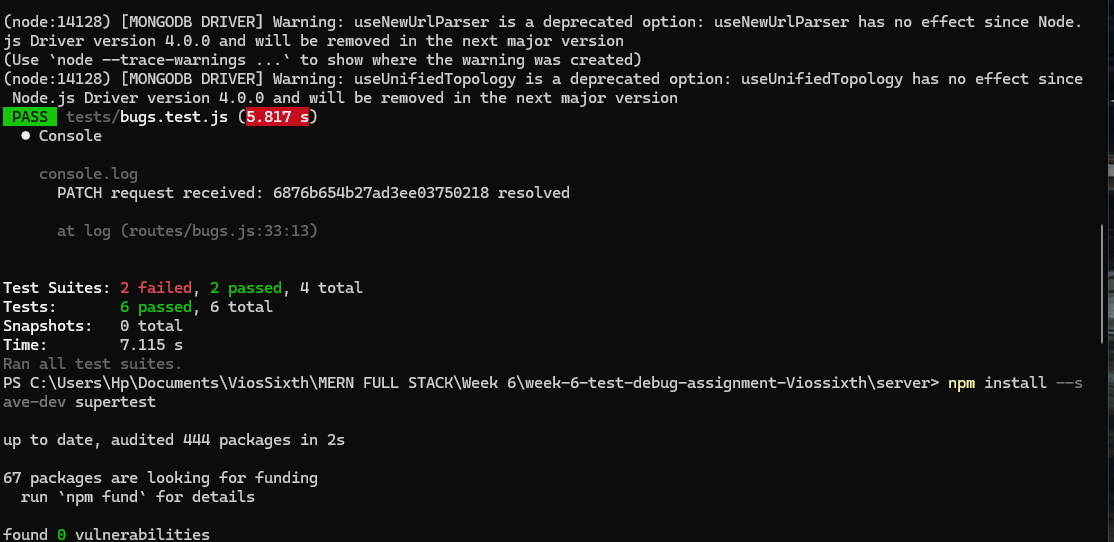 (node:14128) [MONGODB DRIVER] Warning: useNewUrlParser is a deprecated option: useNewUrlParser has no effect since Node.
js Driver version 4.0.0 and will be removed in the next major version
(Use `node --trace-warnings ...` to show where the warning was created)
(node:14128) [MONGODB DRIVER] Warning: useUnifiedTopology is a deprecated option: useUnifiedTopology has no effect since
 Node.js Driver version 4.0.0 and will be removed in the next major version
PASS tests/bugs.test.js (5.817 s)
● Console
console.log
PATCH request received: 6876b654b27ad3ee03750218 resolved
at log (routes/bugs.js:33:13)
Test Suites: 2 failed, 2 passed, 4 total
Tests: 6 passed, 6 total
Snapshots: 0 total
Time: 7.115 s
Ran all test suites.
PS C:\Users\Hp\Documents\ViosSixth\MERN FULL STACK\Week 6\week-6-test-debug-assignment-Viossixth\server> npm install --s
ave-dev supertest
up to date, audited 444 packages in 2s
67 packages are looking for funding
run `npm fund` for details
found 0 vulnerabilities